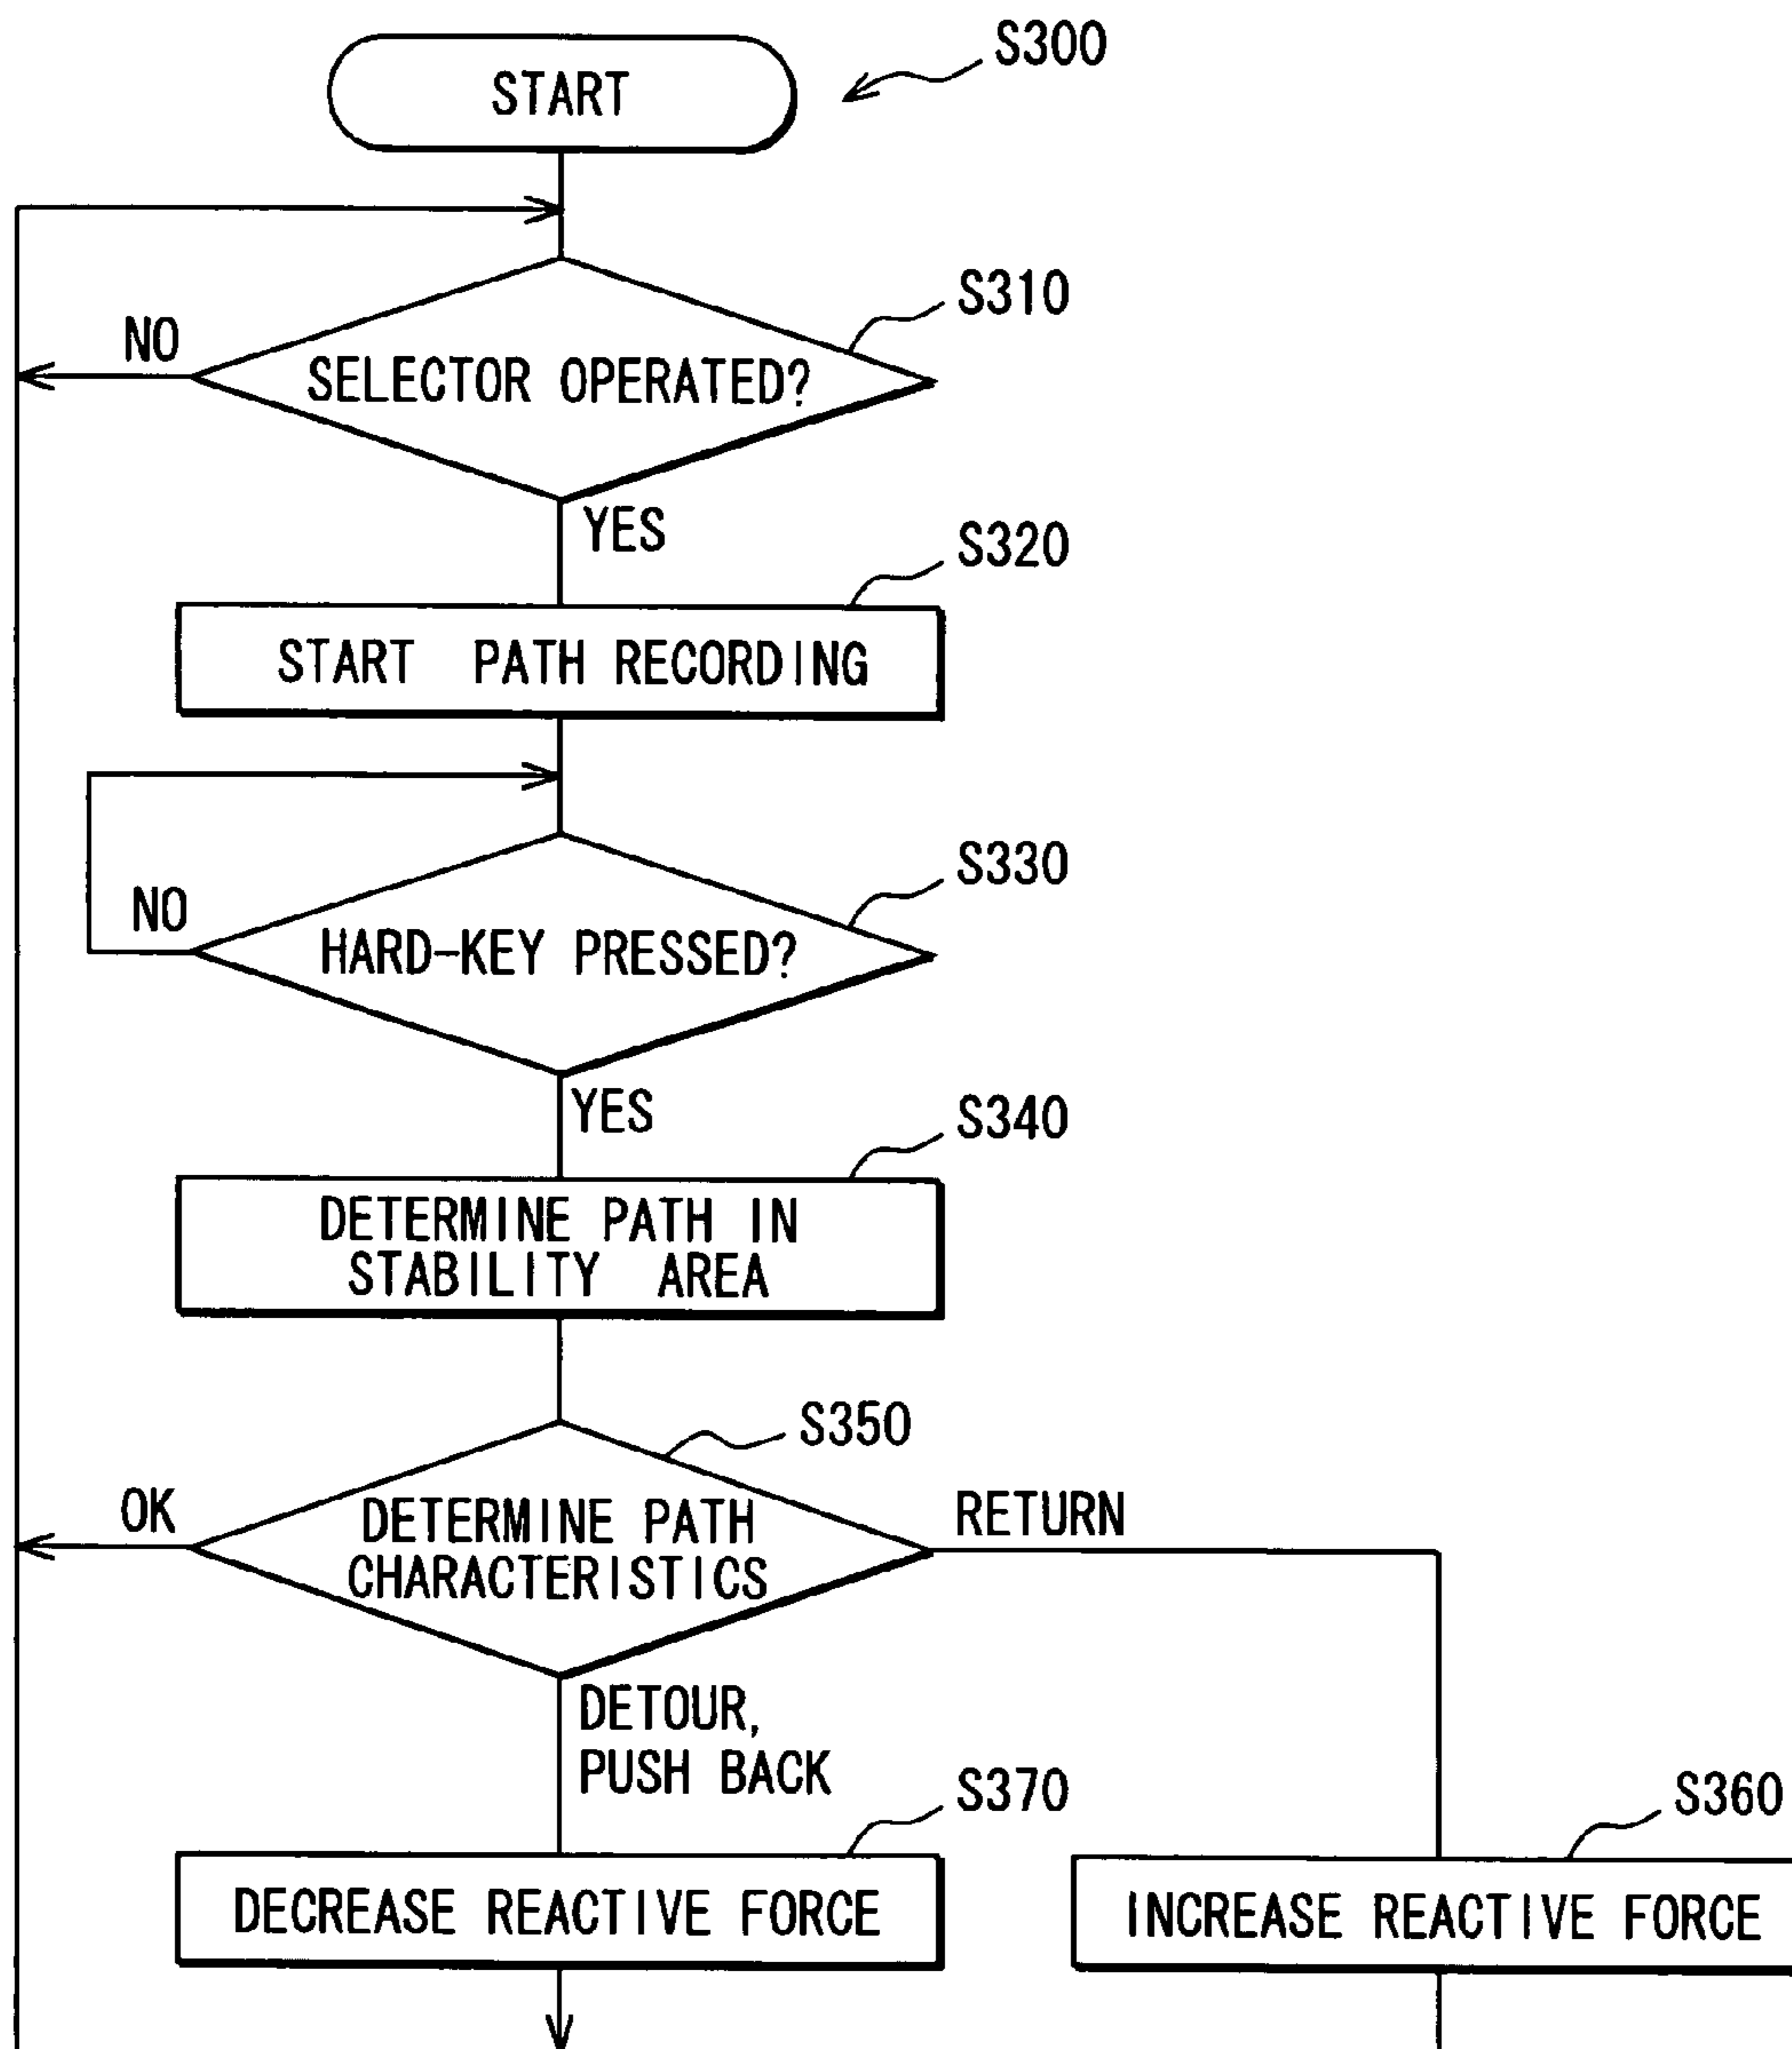 START
S300
S310
NO
SELECTOR OPERATED?
YES
S320
START PATH RECORDING
S330
NO
HARD-KEY PRESSED?
YES
S340
DETERMINE PATH IN
STABILITY AREA
S350
OK
DETERMINE PATH
CHARACTERISTICS
RETURN
DETOUR,
PUSH BACK
S370
S360
DECREASE REACTIVE FORCE
INCREASE REACTIVE FORCE